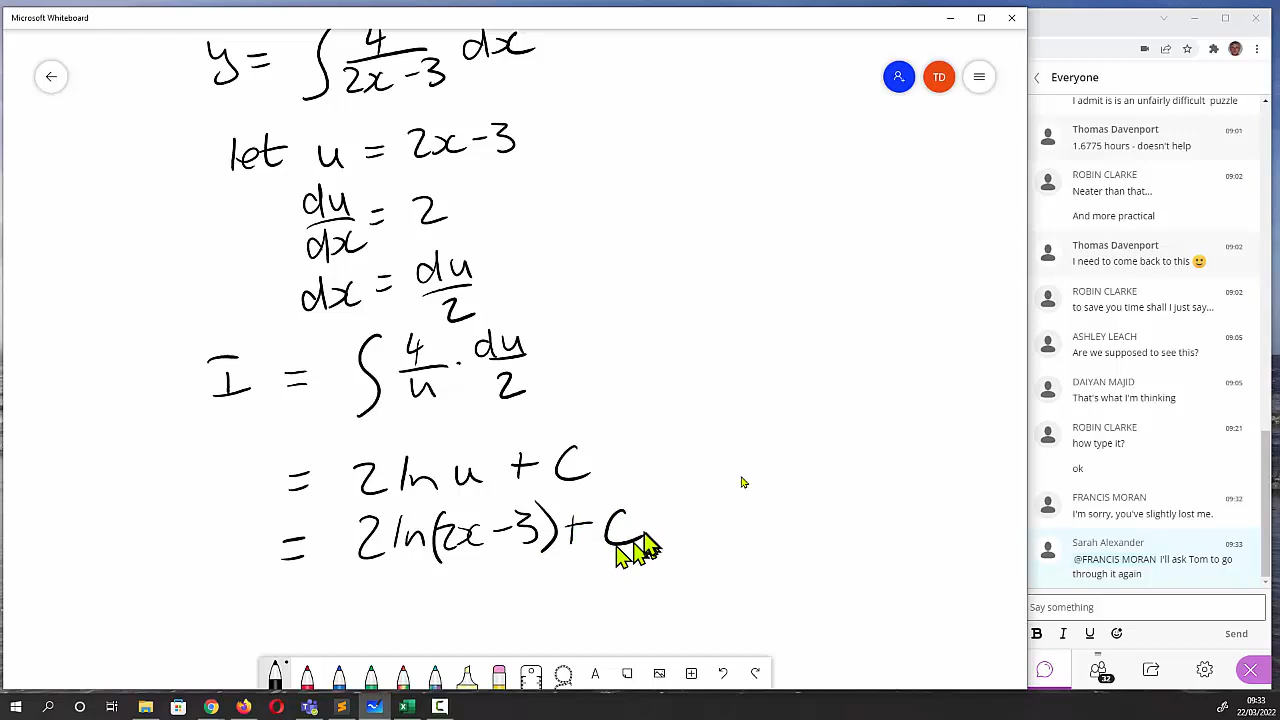 Microsoft Whiteboard
y = ∫ 4/(2x-3) dx
let u = 2x-3
du/dx = 2
dx = du/2
I = ∫ 4/u · du/2
= 2 ln u + C
= 2 ln(2x-3) + C
TD
A
Everyone
I admit is is an unfairly difficult puzzle
Thomas Davenport 09:01
1.6775 hours - doesn't help
ROBIN CLARKE 09:02
Neater than that...
And more practical
Thomas Davenport 09:02
I need to come back to this 🙂
ROBIN CLARKE 09:02
to save you time shall I just say...
ASHLEY LEACH 09:05
Are we supposed to see this?
DAIYAN MAJID 09:05
That's what I'm thinking
ROBIN CLARKE 09:21
how type it?
ok
FRANCIS MORAN 09:32
I'm sorry, you've slightly lost me.
Sarah Alexander 09:33
@FRANCIS MORAN I'll ask Tom to go
through it again
Say something
B I U Send
32
09:33
22/03/2022